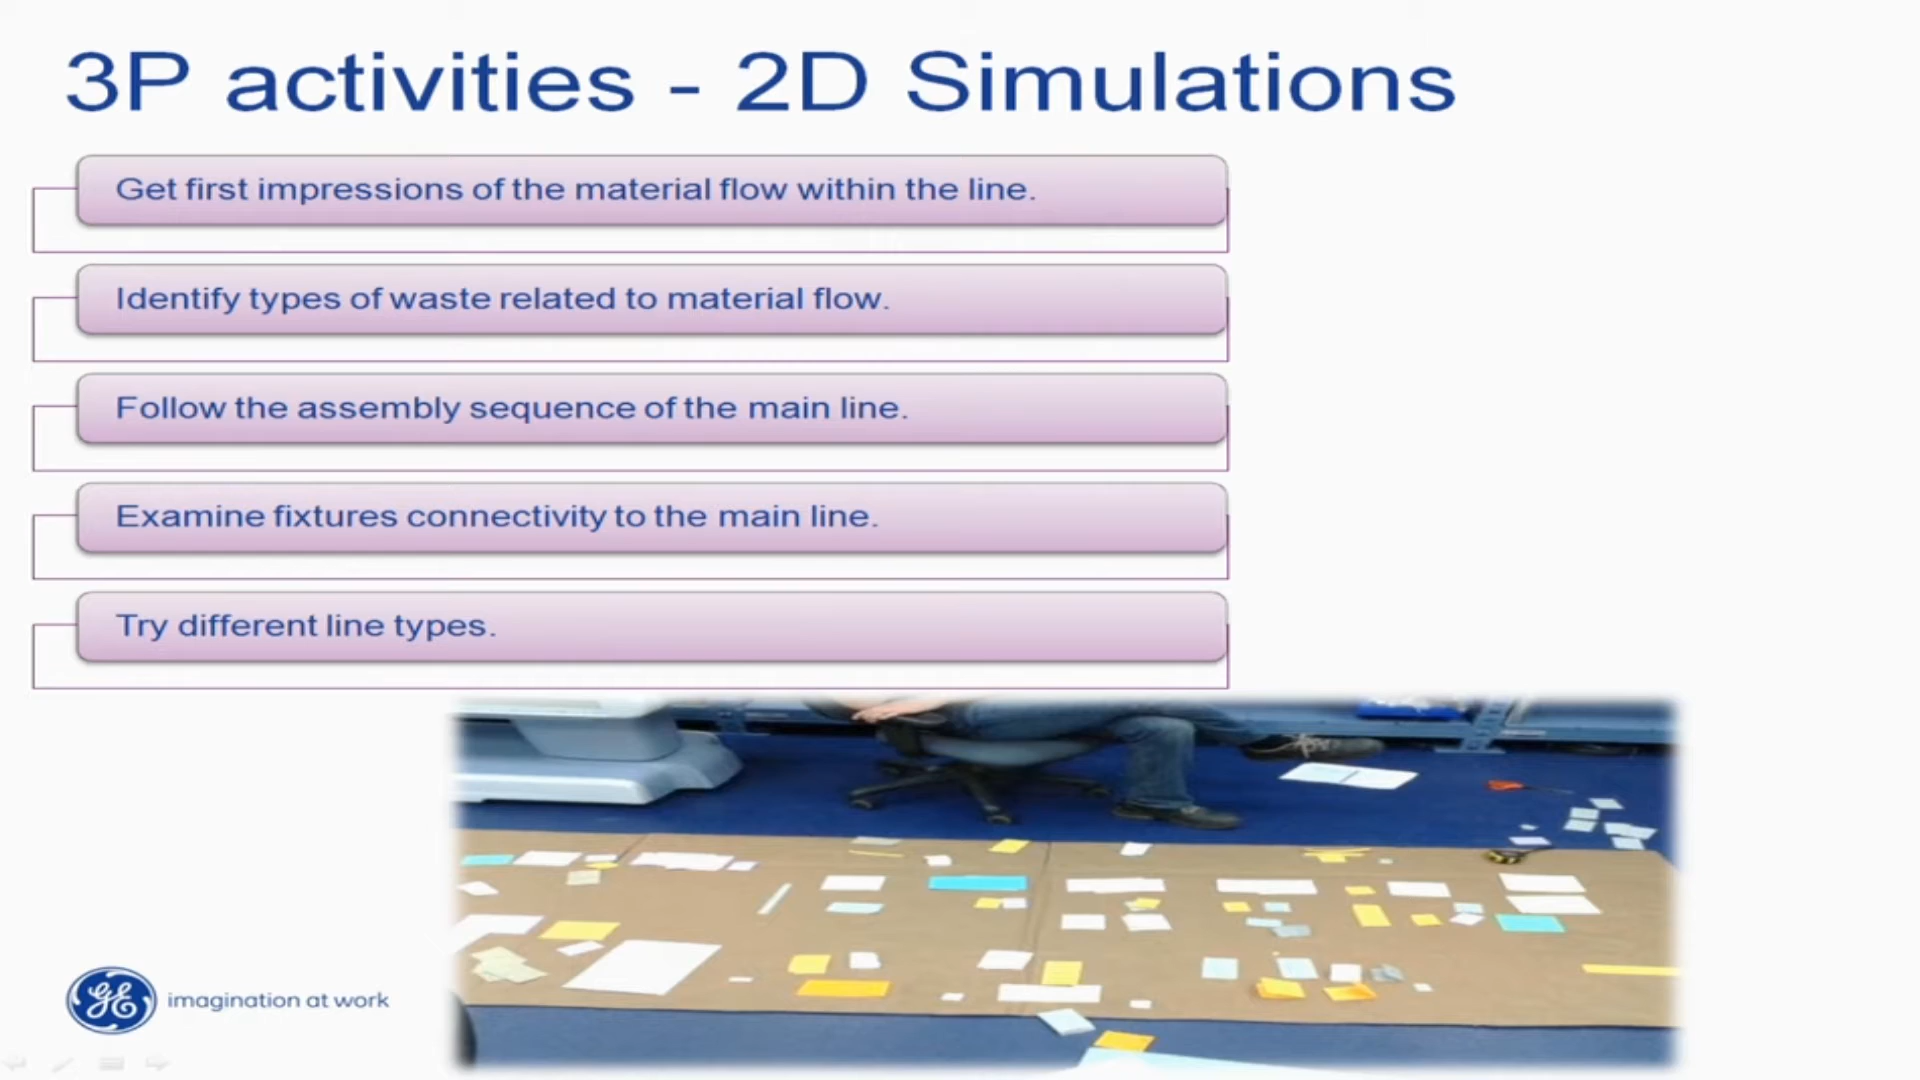 3P activities - 2D Simulations
Get first impressions of the material flow within the line.
Identify types of waste related to material flow.
Follow the assembly sequence of the main line.
Examine fixtures connectivity to the main line.
Try different line types.
GE imagination at work